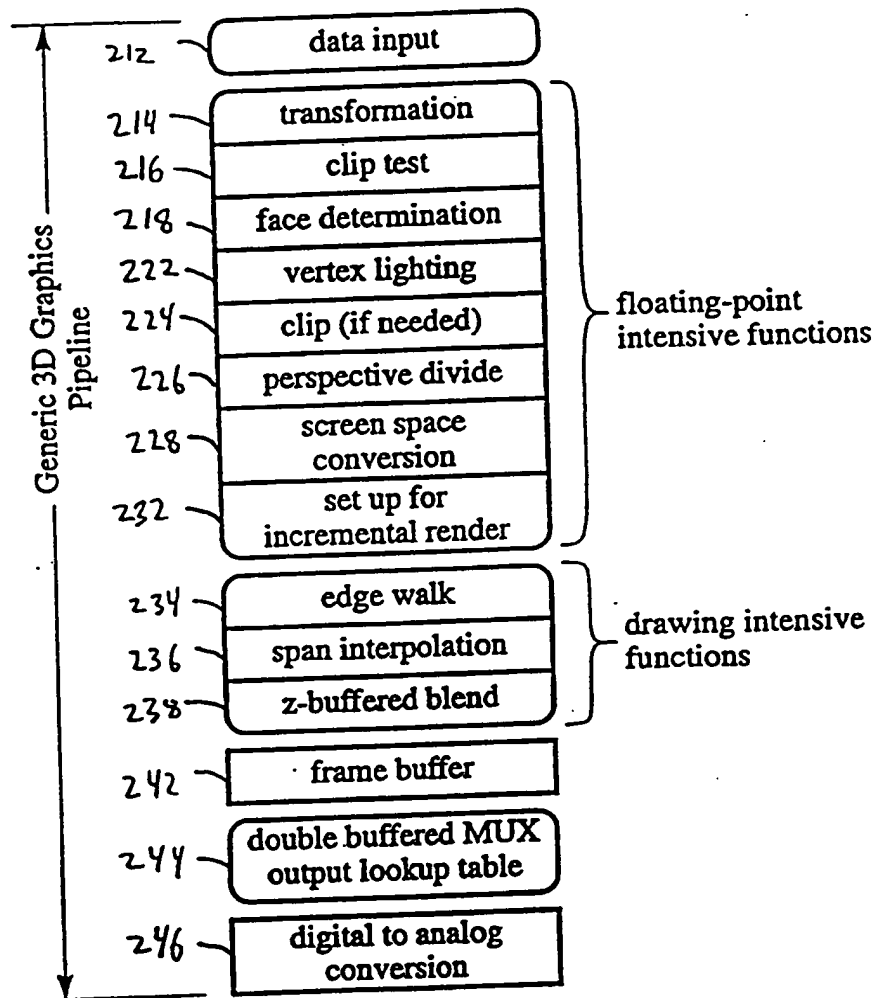 212 data input
214 transformation
216 clip test
218 face determination
222 vertex lighting
224 clip (if needed)
226 perspective divide
228 screen space
conversion
232 set up for
incremental render
floating-point
intensive functions
234 edge walk
236 span interpolation
238 z-buffered blend
drawing intensive
functions
242 frame buffer
244 double buffered MUX
output lookup table
246 digital to analog
conversion
Generic 3D Graphics
Pipeline